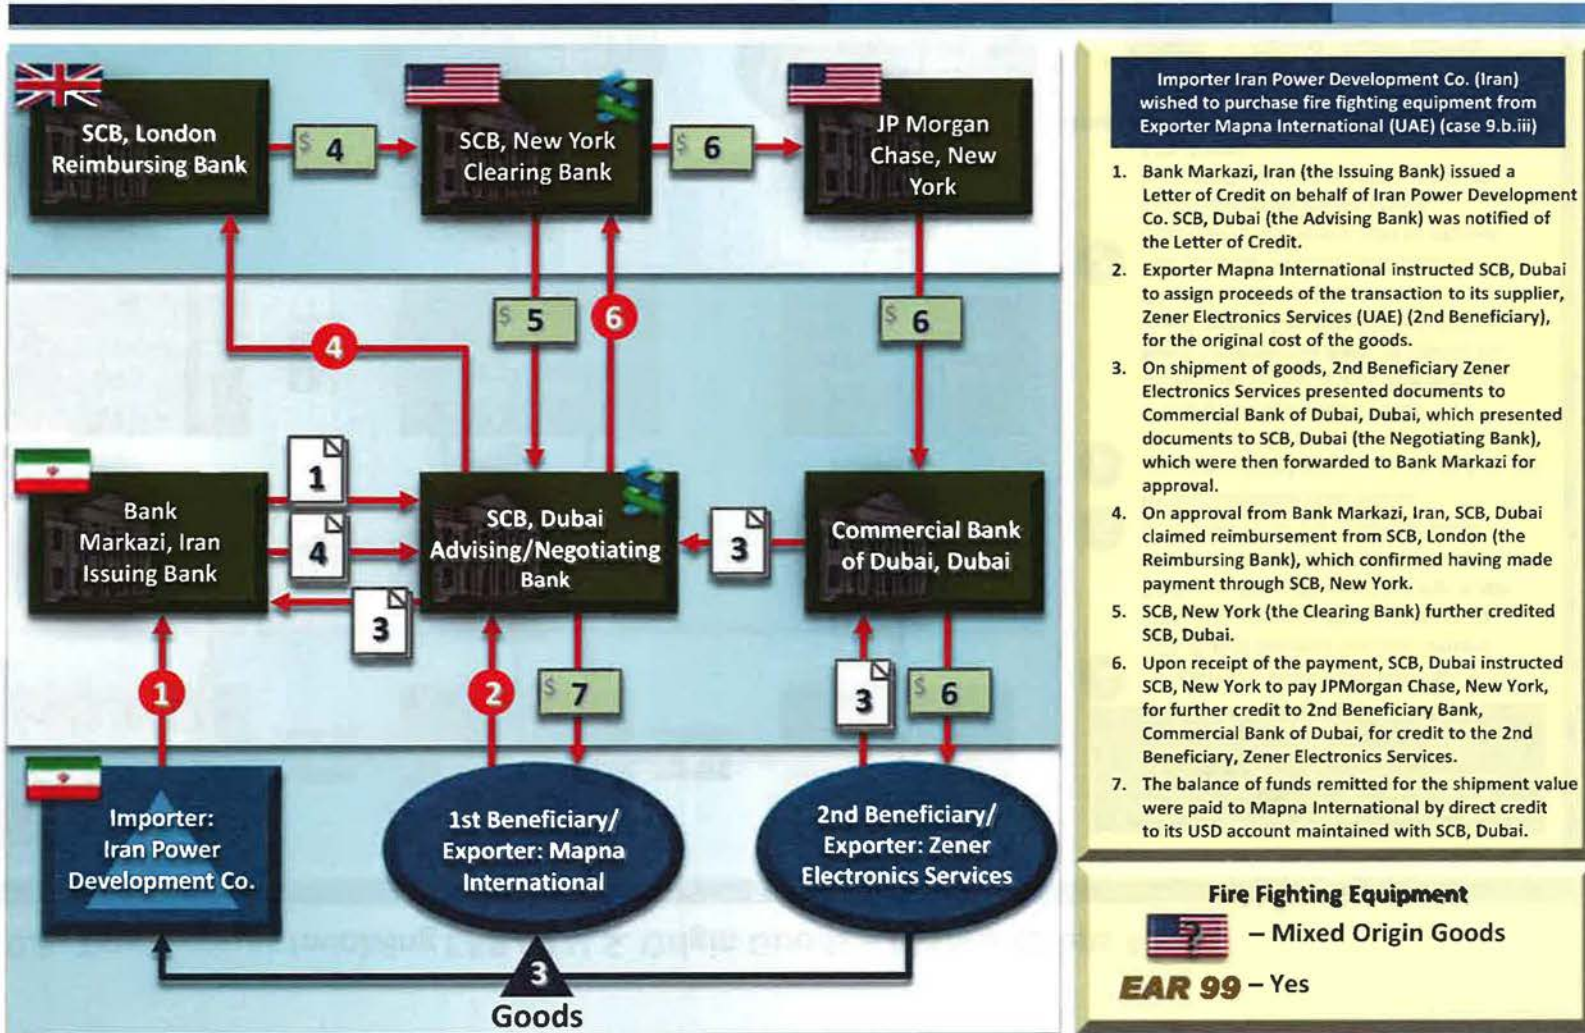 SCB, London
Reimbursing Bank
$ 4
SCB, New York
Clearing Bank
$ 6
JP Morgan
Chase, New
York
4
$ 5
6
$ 6
Bank
Markazi, Iran
Issuing Bank
1
4
3
SCB, Dubai
Advising/Negotiating
Bank
3
Commercial Bank
of Dubai, Dubai
1
2
$ 7
3
$ 6
Importer:
Iran Power
Development Co.
1st Beneficiary/
Exporter: Mapna
International
2nd Beneficiary/
Exporter: Zener
Electronics Services
3
Goods
Importer Iran Power Development Co. (Iran)
wished to purchase fire fighting equipment from
Exporter Mapna International (UAE) (case 9.b.iii)
1. Bank Markazi, Iran (the Issuing Bank) issued a
Letter of Credit on behalf of Iran Power Development
Co. SCB, Dubai (the Advising Bank) was notified of
the Letter of Credit.
2. Exporter Mapna International instructed SCB, Dubai
to assign proceeds of the transaction to its supplier,
Zener Electronics Services (UAE) (2nd Beneficiary),
for the original cost of the goods.
3. On shipment of goods, 2nd Beneficiary Zener
Electronics Services presented documents to
Commercial Bank of Dubai, Dubai, which presented
documents to SCB, Dubai (the Negotiating Bank),
which were then forwarded to Bank Markazi for
approval.
4. On approval from Bank Markazi, Iran, SCB, Dubai
claimed reimbursement from SCB, London (the
Reimbursing Bank), which confirmed having made
payment through SCB, New York.
5. SCB, New York (the Clearing Bank) further credited
SCB, Dubai.
6. Upon receipt of the payment, SCB, Dubai instructed
SCB, New York to pay JPMorgan Chase, New York,
for further credit to 2nd Beneficiary Bank,
Commercial Bank of Dubai, for credit to the 2nd
Beneficiary, Zener Electronics Services.
7. The balance of funds remitted for the shipment value
were paid to Mapna International by direct credit
to its USD account maintained with SCB, Dubai.
Fire Fighting Equipment
? – Mixed Origin Goods
EAR 99 – Yes